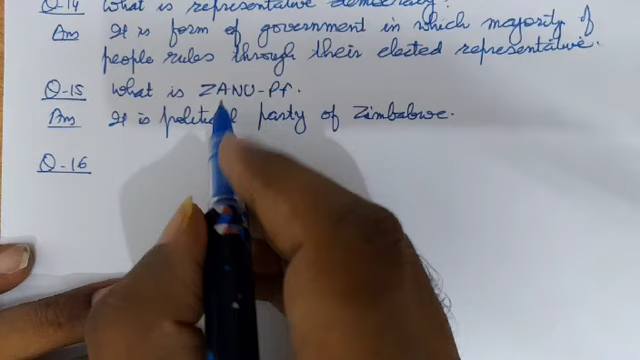 Q-14 What is representative democracy?
Ans It is form of government in which majority of
people rules through their elected representative.
Q-15 What is ZANU-Pf.
Ans It is political party of Zimbabwe.
Q-16